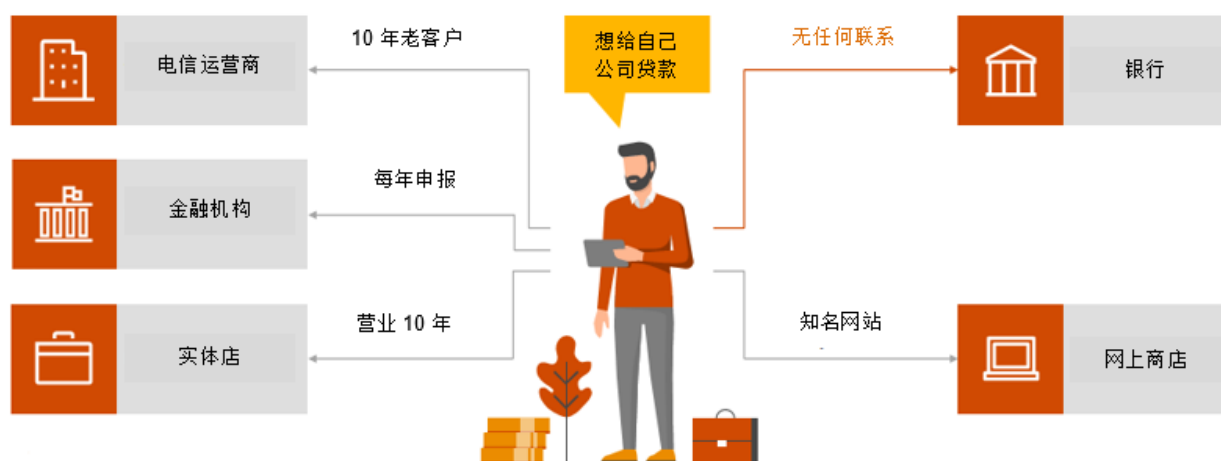 电信运营商
10 年老客户
想给自己
公司贷款
无任何联系
银行
金融机构
每年申报
实体店
营业 10 年
知名网站
网上商店